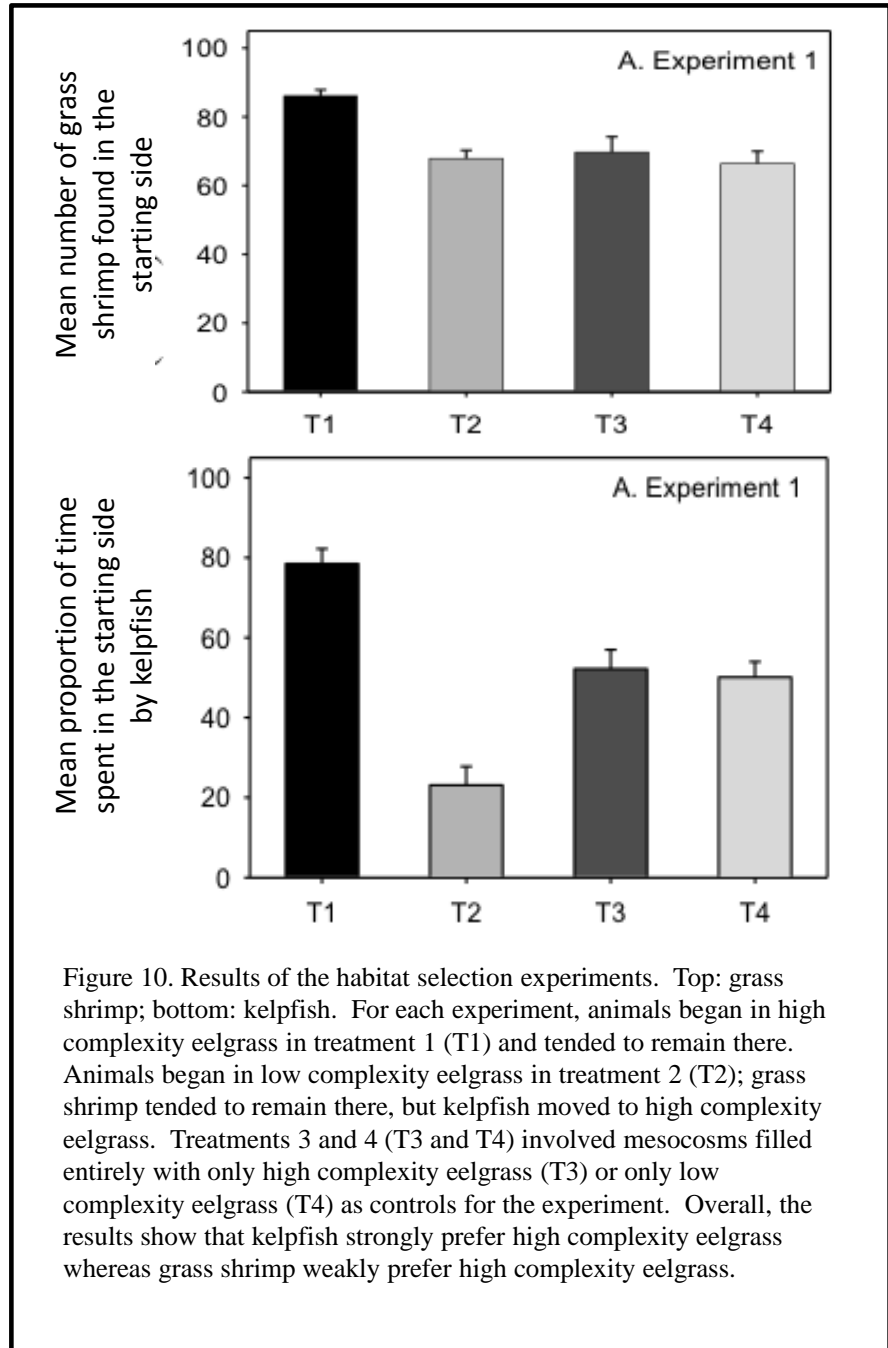 Mean number of grass
shrimp found in the
starting side
A. Experiment 1
100
80
60
40
20
0
T1 T2 T3 T4
Mean proportion of time
spent in the starting side
by kelpfish
A. Experiment 1
100
80
60
40
20
0
T1 T2 T3 T4
Figure 10. Results of the habitat selection experiments. Top: grass
shrimp; bottom: kelpfish. For each experiment, animals began in high
complexity eelgrass in treatment 1 (T1) and tended to remain there.
Animals began in low complexity eelgrass in treatment 2 (T2); grass
shrimp tended to remain there, but kelpfish moved to high complexity
eelgrass. Treatments 3 and 4 (T3 and T4) involved mesocosms filled
entirely with only high complexity eelgrass (T3) or only low
complexity eelgrass (T4) as controls for the experiment. Overall, the
results show that kelpfish strongly prefer high complexity eelgrass
whereas grass shrimp weakly prefer high complexity eelgrass.